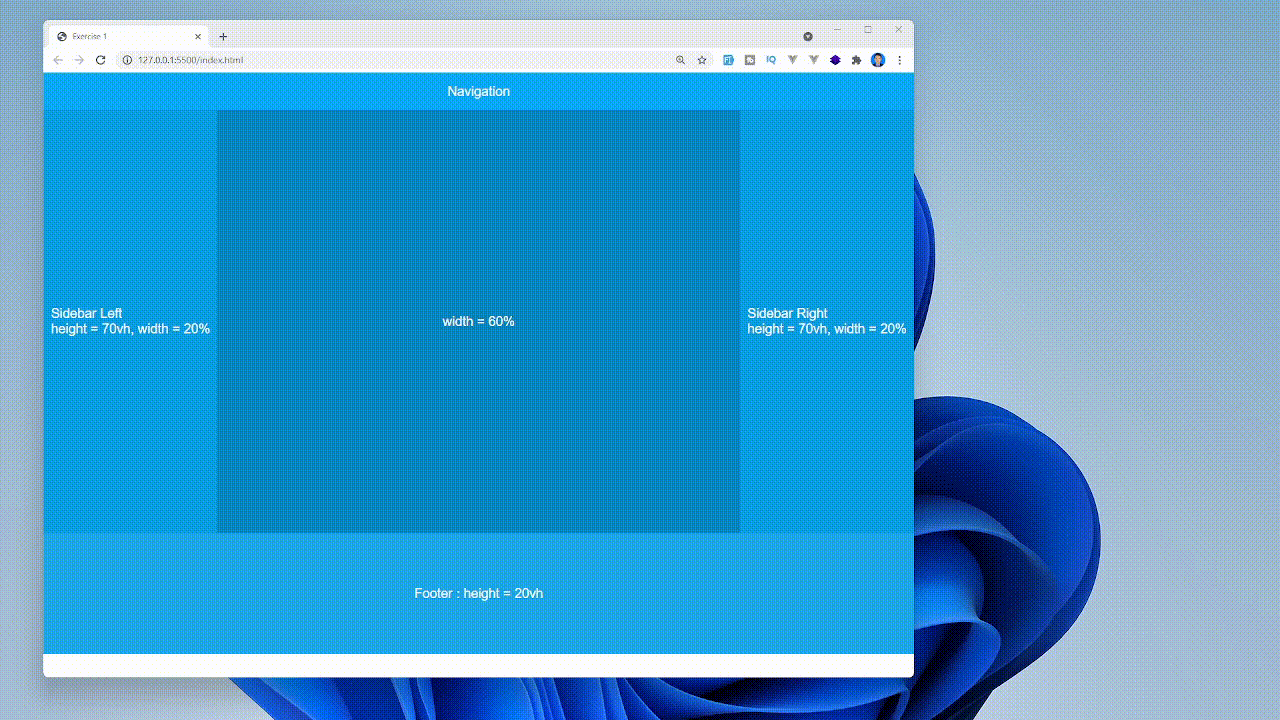 Exercise 1
127.0.0.1:5500/index.html
IQ
Navigation
Sidebar Left
height = 70vh, width = 20%
width = 60%
Sidebar Right
height = 70vh, width = 20%
Footer : height = 20vh